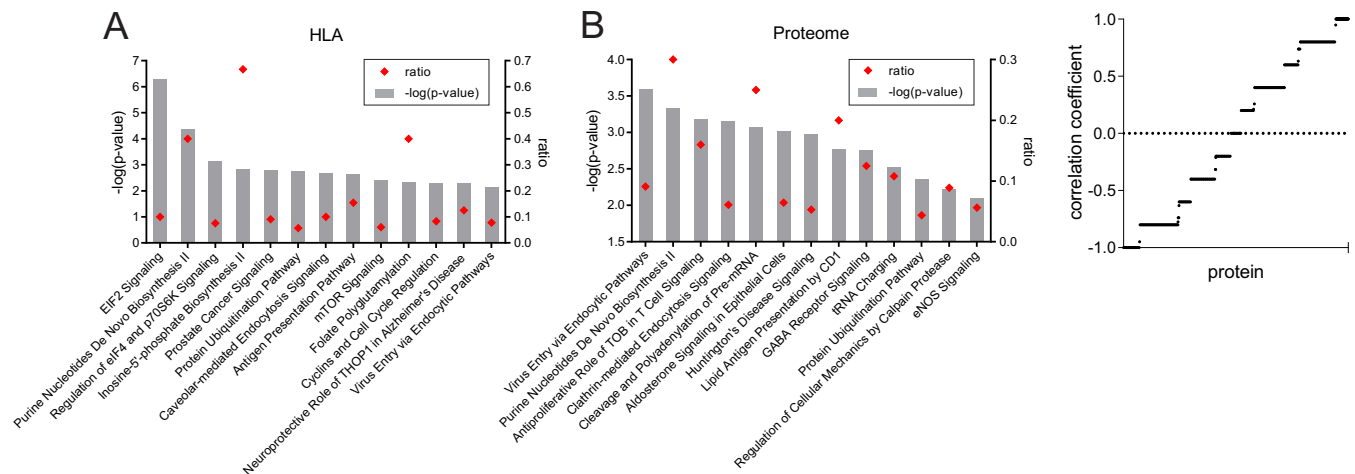 A
HLA
7
6
5
4
3
2
1
0
-log(p-value)
0.7
0.6
0.5
0.4
0.3
0.2
0.1
0.0
ratio
ratio
-log(p-value)
EIF2 Signaling
Purine Nucleotides De Novo Biosynthesis II
Regulation of eIF4 and p70S6K Signaling
Inosine-5'-phosphate Biosynthesis II
Prostate Cancer Signaling
Protein Ubiquitination Pathway
Caveolar-mediated Endocytosis Signaling
Antigen Presentation Pathway
mTOR Signaling
Folate Polyglutamylation
Cyclins and Cell Cycle Regulation
Neuroprotective Role of THOP1 in Alzheimer's Disease
Virus Entry via Endocytic Pathways
B
Proteome
4.0
3.5
3.0
2.5
2.0
1.5
-log(p-value)
0.3
0.2
0.1
0.0
ratio
ratio
-log(p-value)
Virus Entry via Endocytic Pathways
Purine Nucleotides De Novo Biosynthesis II
Antiproliferative Role of TOB in T Cell Signaling
Clathrin-mediated Endocytosis Signaling
Cleavage and Polyadenylation of Pre-mRNA
Aldosterone Signaling in Epithelial Cells
Huntington's Disease Signaling
Lipid Antigen Presentation by CD1
GABA Receptor Signaling
tRNA Charging
Protein Ubiquitination Pathway
Regulation of Cellular Mechanics by Calpain Protease
eNOS Signaling
1.0
0.5
0.0
-0.5
-1.0
correlation coefficient
protein